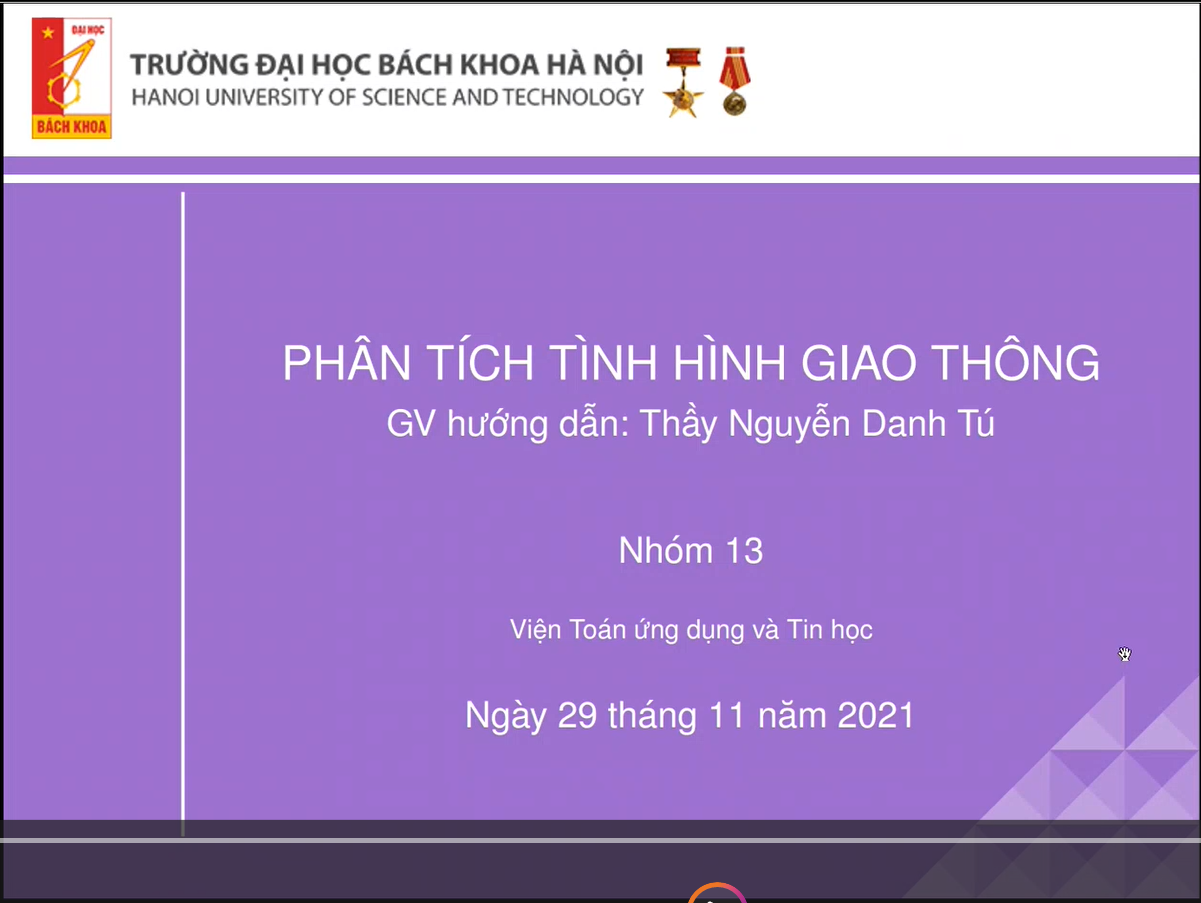 ĐẠI HỌC
BÁCH KHOA
TRƯỜNG ĐẠI HỌC BÁCH KHOA HÀ NỘI
HANOI UNIVERSITY OF SCIENCE AND TECHNOLOGY
PHÂN TÍCH TÌNH HÌNH GIAO THÔNG
GV hướng dẫn: Thầy Nguyễn Danh Tú
Nhóm 13
Viện Toán ứng dụng và Tin học
Ngày 29 tháng 11 năm 2021